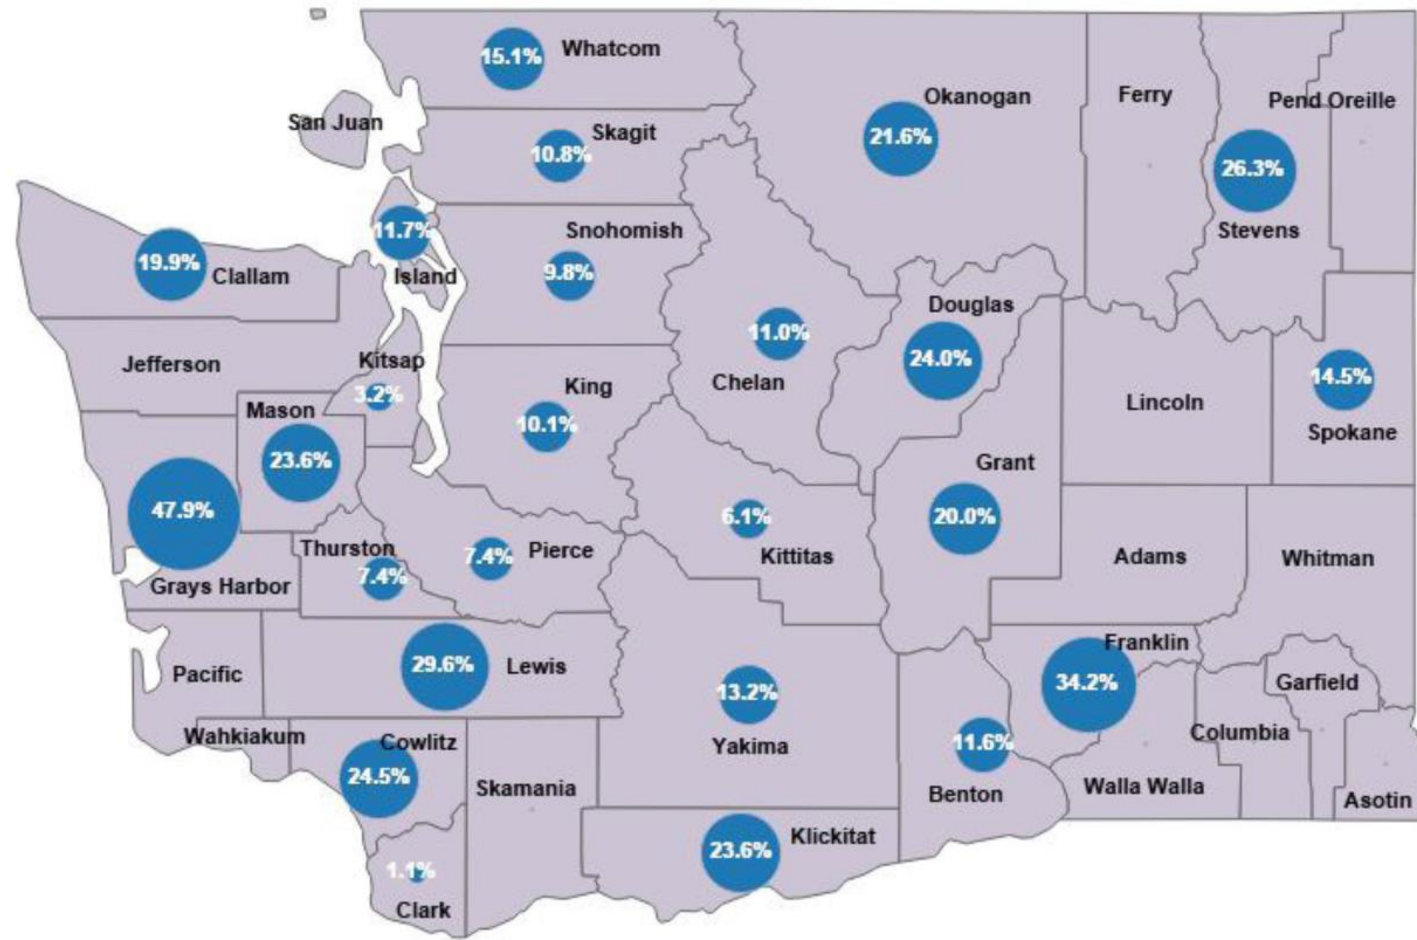 Whatcom
15.1%
Okanogan
21.6%
Ferry
Pend Oreille
San Juan
Skagit
10.8%
26.3%
Stevens
11.7%
Island
Snohomish
9.8%
19.9%
Clallam
Douglas
24.0%
11.0%
Chelan
Jefferson
Kitsap
3.2%
King
10.1%
Lincoln
14.5%
Spokane
Mason
23.6%
Grant
20.0%
47.9%
Grays Harbor
Thurston
7.4%
7.4%
Pierce
6.1%
Kittitas
Adams
Whitman
Franklin
34.2%
Pacific
29.6%
Lewis
13.2%
Yakima
Garfield
Columbia
Wahkiakum
Cowlitz
24.5%
Skamania
11.6%
Benton
Walla Walla
Asotin
Klickitat
23.6%
1.1%
Clark